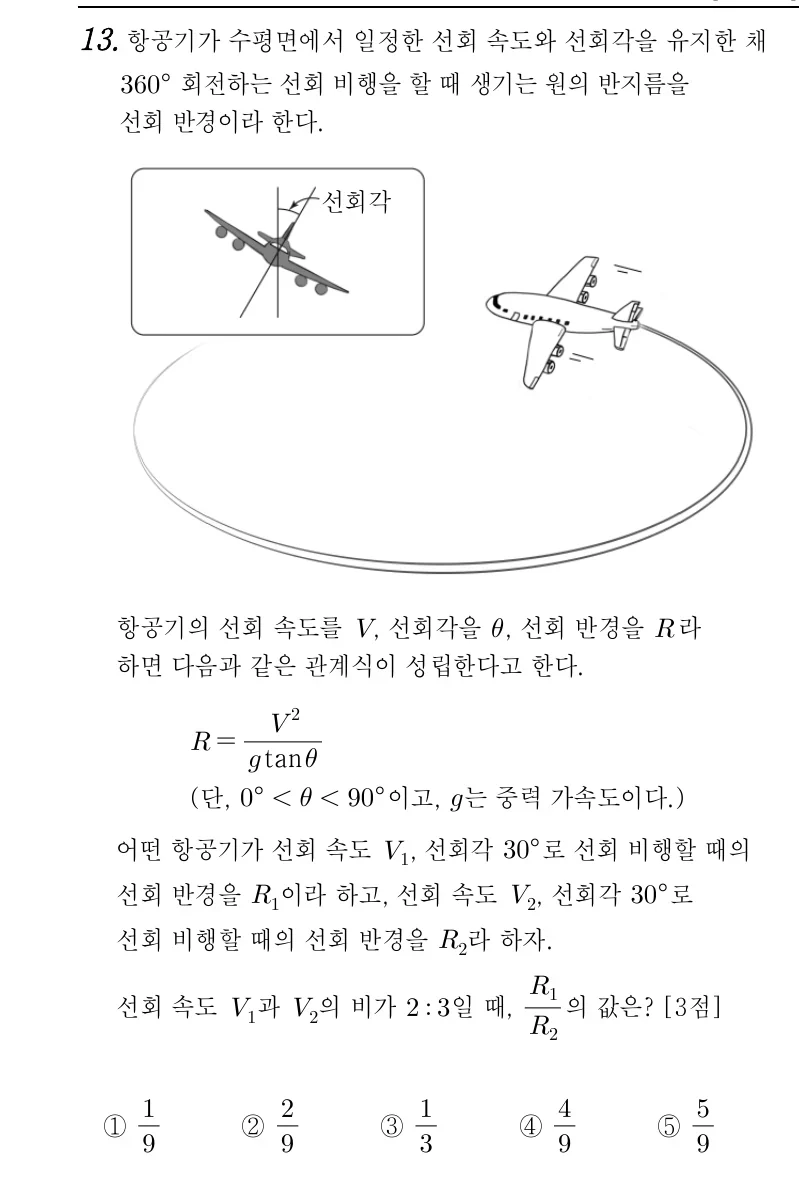 13. 항공기가 수평면에서 일정한 선회 속도와 선회각을 유지한 채
360° 회전하는 선회 비행을 할 때 생기는 원의 반지름을
선회 반경이라 한다.
선회각
항공기의 선회 속도를 V, 선회각을 θ, 선회 반경을 R라
하면 다음과 같은 관계식이 성립한다고 한다.
R = V² / (g tanθ)
(단, 0° < θ < 90°이고, g는 중력 가속도이다.)
어떤 항공기가 선회 속도 V₁, 선회각 30°로 선회 비행할 때의
선회 반경을 R₁이라 하고, 선회 속도 V₂, 선회각 30°로
선회 비행할 때의 선회 반경을 R₂라 하자.
선회 속도 V₁과 V₂의 비가 2 : 3일 때, R₁/R₂의 값은? [3점]
① 1/9 ② 2/9 ③ 1/3 ④ 4/9 ⑤ 5/9